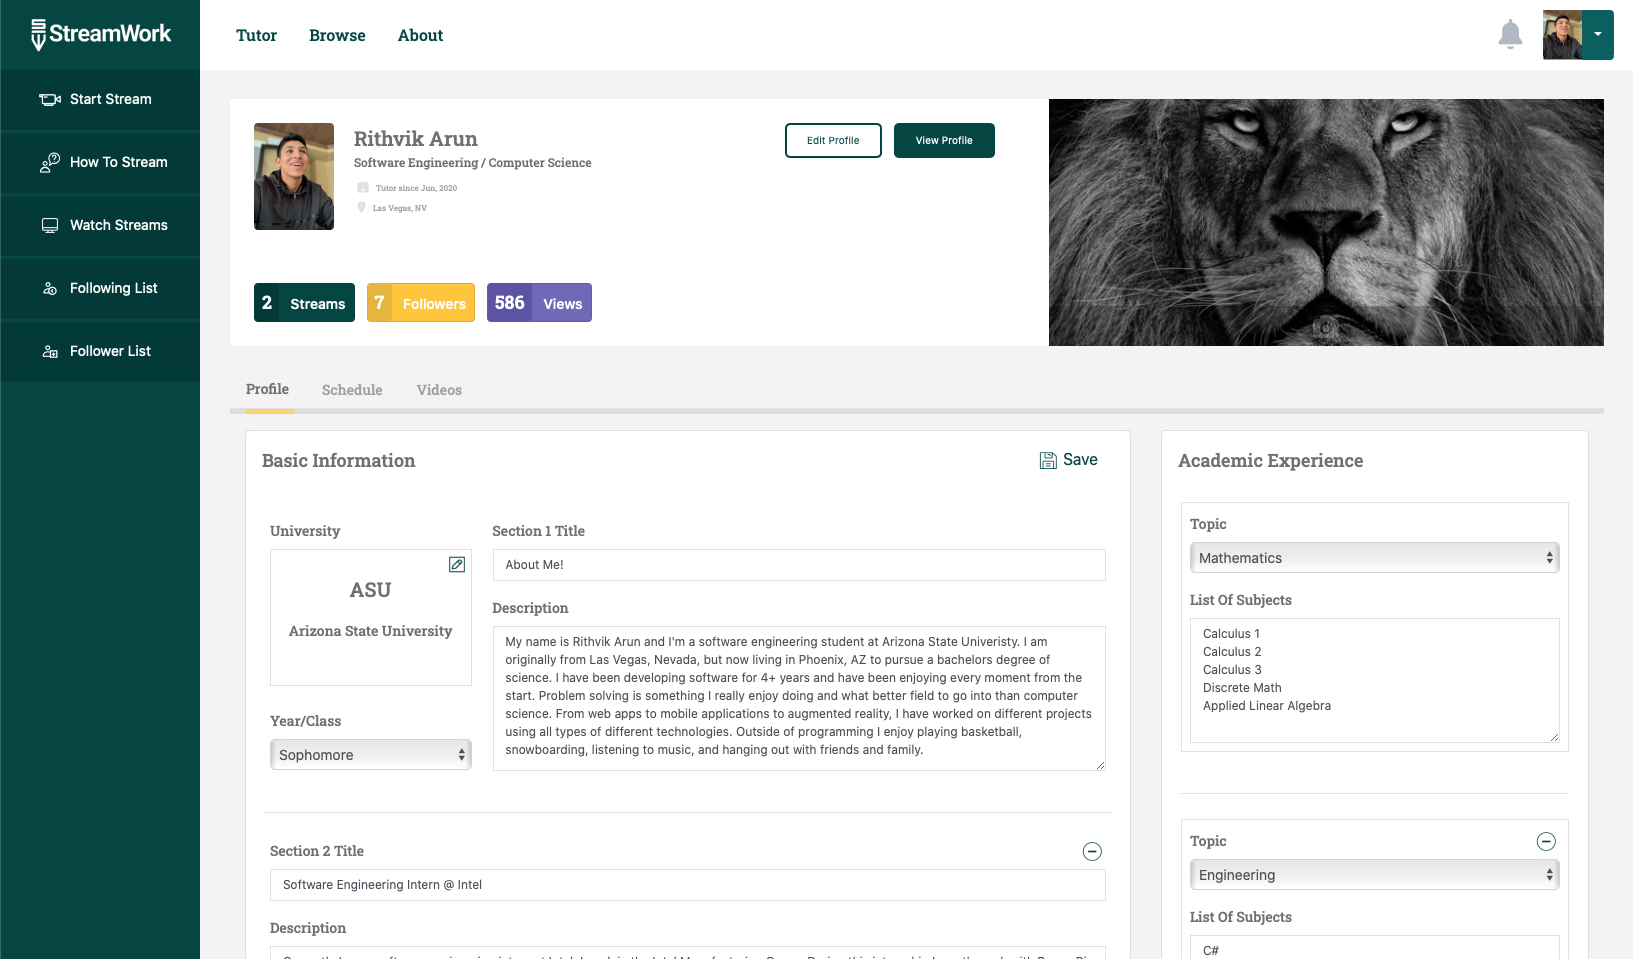 StreamWork
Tutor
Browse
About
Start Stream
How To Stream
Watch Streams
Following List
Follower List
Rithvik Arun
Software Engineering / Computer Science
Tutor since Jun, 2020
Las Vegas, NV
Edit Profile
View Profile
2 Streams
7 Followers
586 Views
Profile
Schedule
Videos
Basic Information
Save
University
ASU
Arizona State University
Year/Class
Sophomore
Section 1 Title
About Me!
Description
My name is Rithvik Arun and I'm a software engineering student at Arizona State Univeristy. I am
originally from Las Vegas, Nevada, but now living in Phoenix, AZ to pursue a bachelors degree of
science. I have been developing software for 4+ years and have been enjoying every moment from the
start. Problem solving is something I really enjoy doing and what better field to go into than computer
science. From web apps to mobile applications to augmented reality, I have worked on different projects
using all types of different technologies. Outside of programming I enjoy playing basketball,
snowboarding, listening to music, and hanging out with friends and family.
Section 2 Title
Software Engineering Intern @ Intel
Description
Academic Experience
Topic
Mathematics
List Of Subjects
Calculus 1
Calculus 2
Calculus 3
Discrete Math
Applied Linear Algebra
Topic
Engineering
List Of Subjects
C#